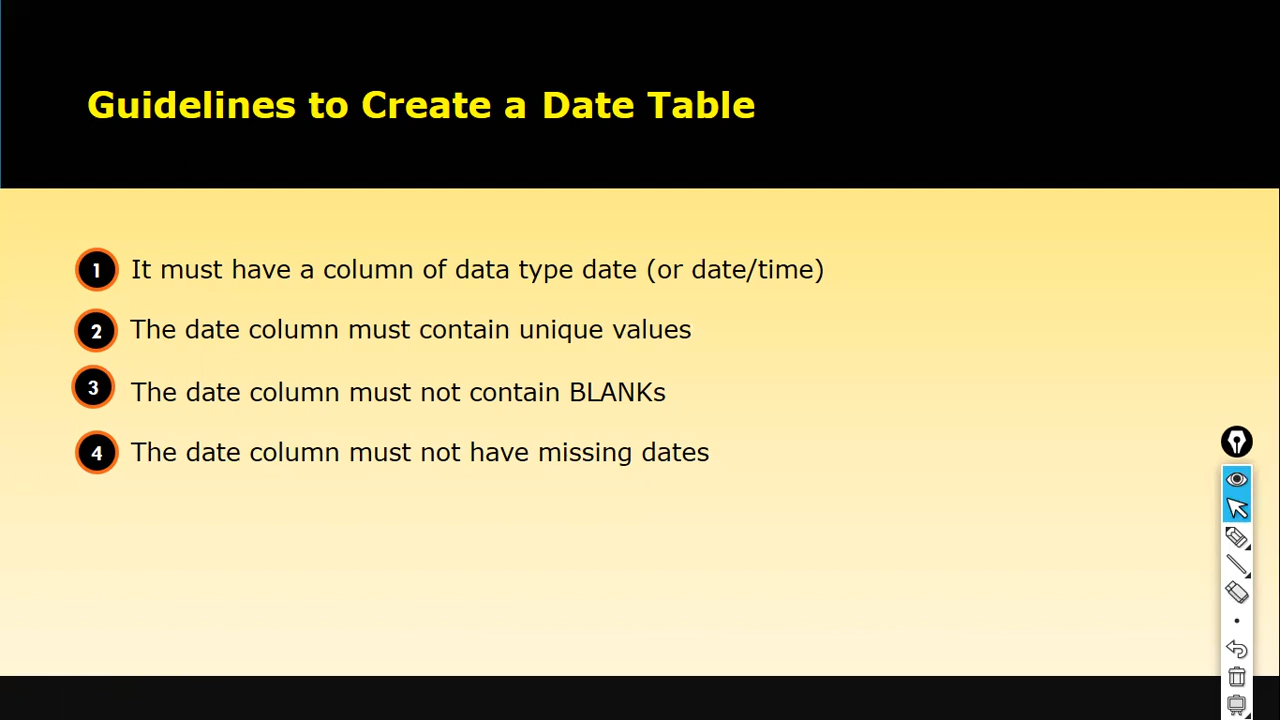 Guidelines to Create a Date Table
1 It must have a column of data type date (or date/time)
2 The date column must contain unique values
3 The date column must not contain BLANKs
4 The date column must not have missing dates